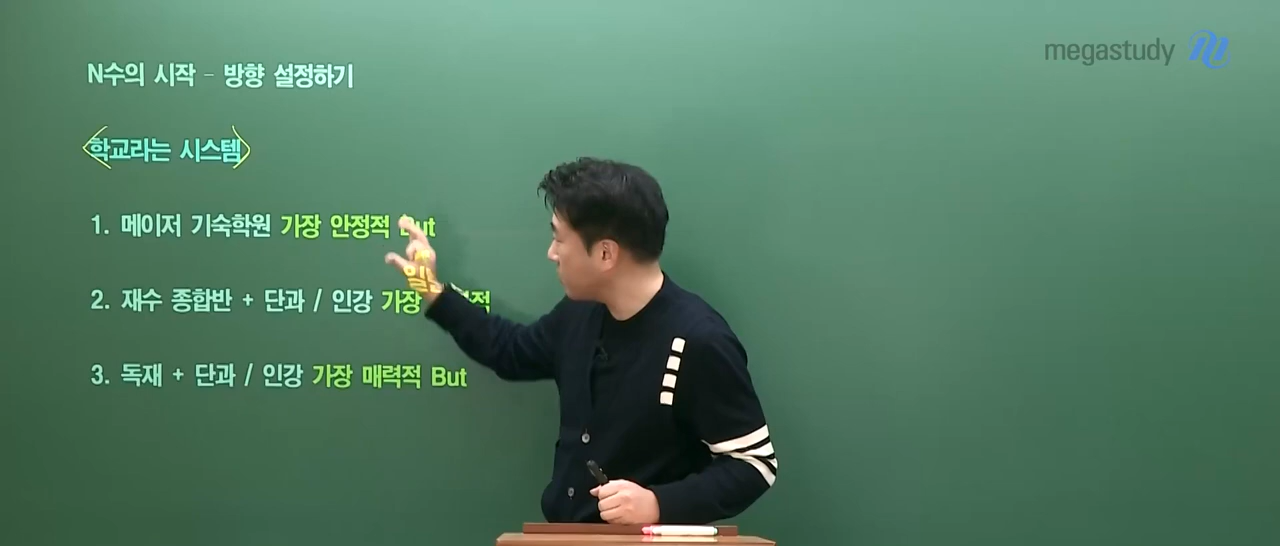 megastudy
N수의 시작 - 방향 설정하기
<학교라는 시스템>
1. 메이저 기숙학원 가장 안정적 But
2. 재수 종합반 + 단과 / 인강 가장
3. 독재 + 단과 / 인강 가장 매력적 But